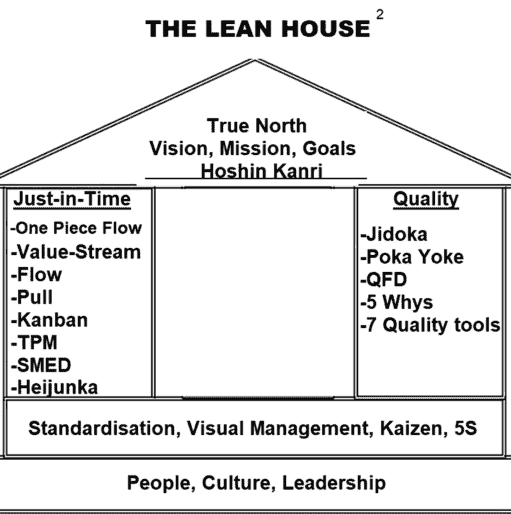 THE LEAN HOUSE 2
True North
Vision, Mission, Goals
Hoshin Kanri
Just-in-Time
-One Piece Flow
-Value-Stream
-Flow
-Pull
-Kanban
-TPM
-SMED
-Heijunka
Quality
-Jidoka
-Poka Yoke
-QFD
-5 Whys
-7 Quality tools
Standardisation, Visual Management, Kaizen, 5S
People, Culture, Leadership